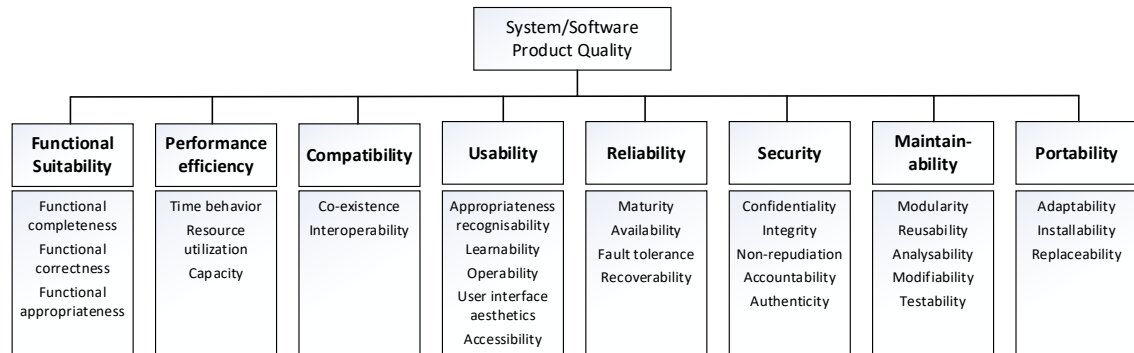 System/Software
Product Quality
Functional
Suitability
Functional
completeness
Functional
correctness
Functional
appropriateness
Performance
efficiency
Time behavior
Resource
utilization
Capacity
Compatibility
Co-existence
Interoperability
Usability
Appropriateness
recognisability
Learnability
Operability
User interface
aesthetics
Accessibility
Reliability
Maturity
Availability
Fault tolerance
Recoverability
Security
Confidentiality
Integrity
Non-repudiation
Accountability
Authenticity
Maintain-
ability
Modularity
Reusability
Analysability
Modifiability
Testability
Portability
Adaptability
Installability
Replaceability